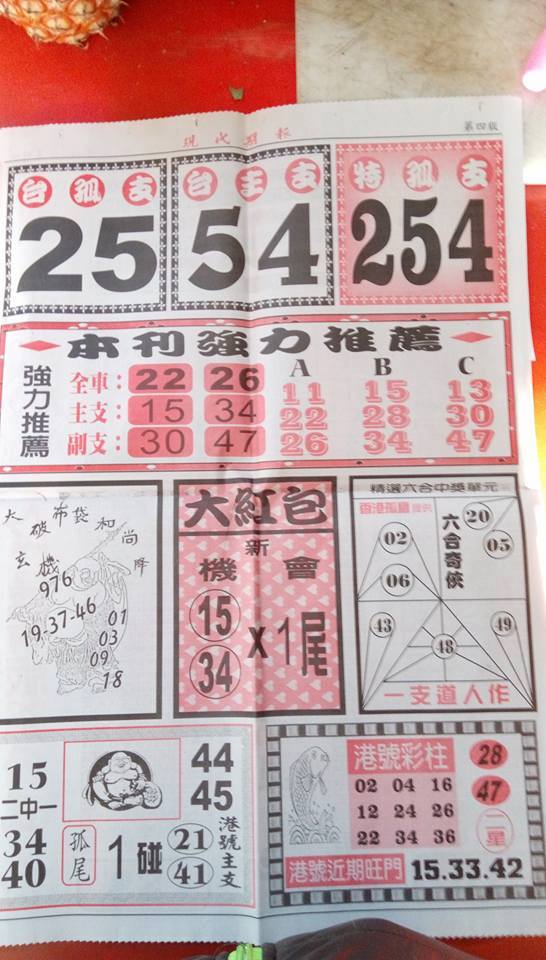 現代期報
第四版
台孤支
25
台主支
54
特孤支
254
本刊強力推薦
強力推薦
全車：22 26
主支：15 34
副支：30 47
A B C
11 15 13
22 28 30
26 34 47
大破布袋和尚降
玄機
976
19-37-46
01
03
09
18
大紅包
新
機會
15
34
x1尾
精選六合中獎單元
香港孤眉
六合奇俠
20
02
05
06
43
49
48
一支道人作
15
二中一
34
40
孤尾
1碰
44
45
21
41
港號主支
港號彩柱
02 04 16
12 24 26
22 34 36
28
47
二星
港號近期旺門 15.33.42